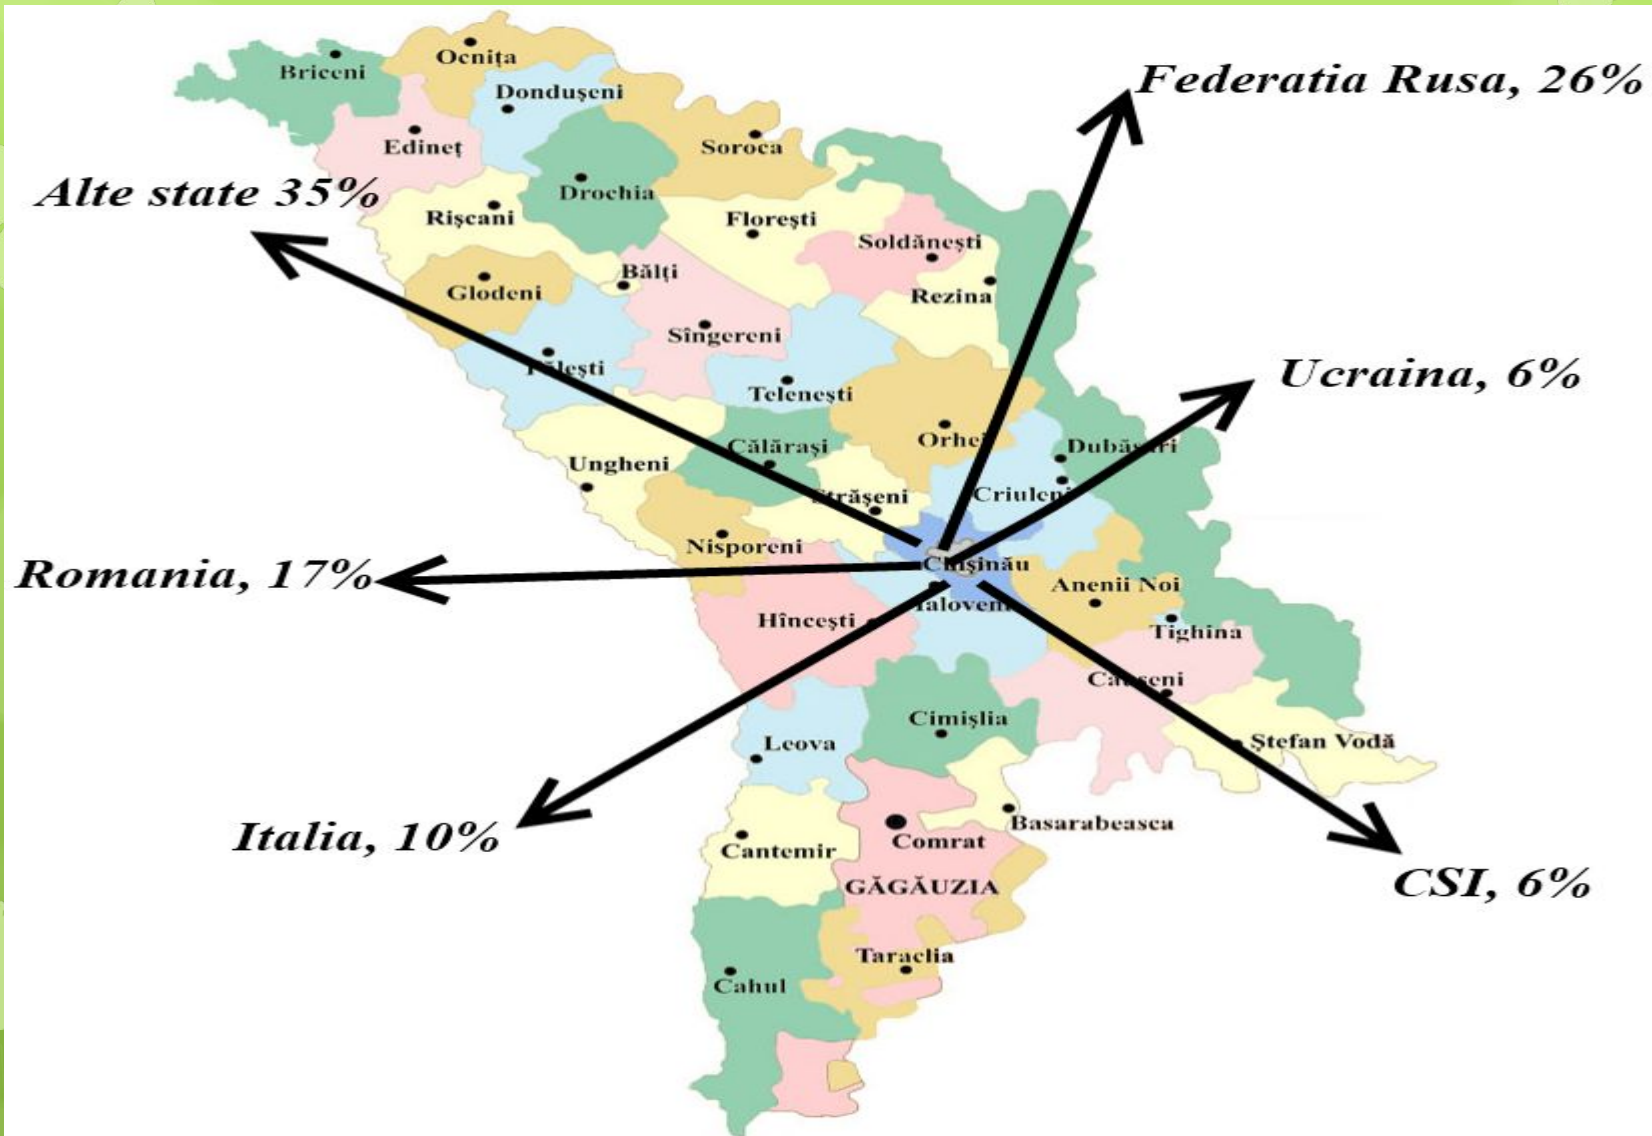 Ocnița
Briceni
Federatia Rusa, 26%
Dondușeni
Edineț
Soroca
Alte state 35%
Drochia
Rișcani
Florești
Soldănești
Bălți
Glodeni
Rezina
Sîngereni
Ucraina, 6%
Telenești
Orhei
Călărași
Ungheni
Criuleni
Nisporeni
Romania, 17%
Chișinău
Anenii Noi
Hîncești
Tighina
Cimișlia
Leova
Ștefan Vodă
Italia, 10%
Basarabeasca
Comrat
Cantemir
CSI, 6%
GĂGĂUZIA
Taraclia
Cahul